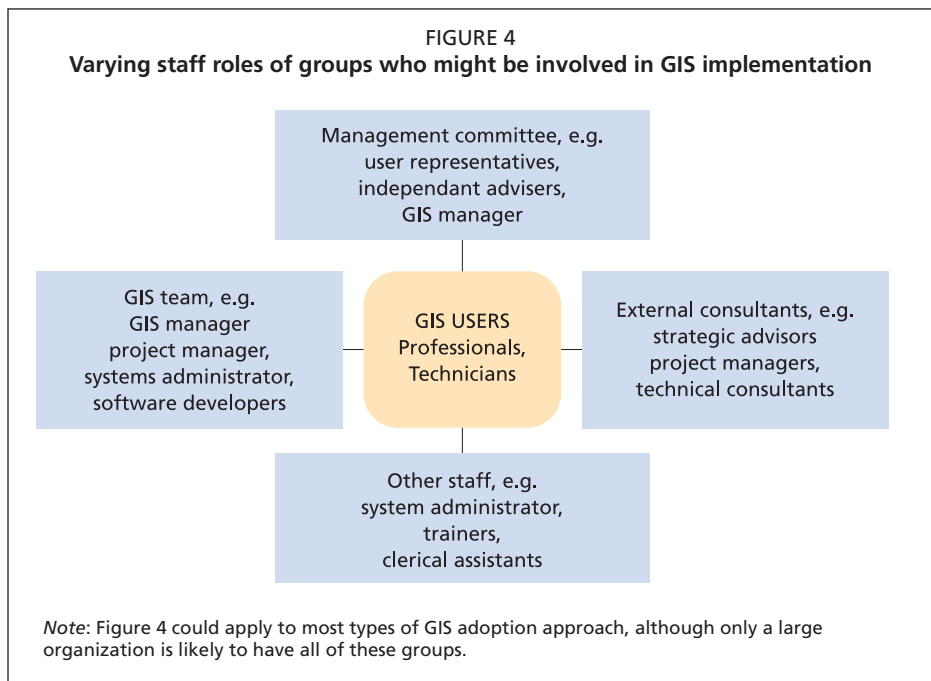 FIGURE 4
Varying staff roles of groups who might be involved in GIS implementation
Management committee, e.g.
user representatives,
independant advisers,
GIS manager
GIS team, e.g.
GIS manager
project manager,
systems administrator,
software developers
GIS USERS
Professionals,
Technicians
External consultants, e.g.
strategic advisors
project managers,
technical consultants
Other staff, e.g.
system administrator,
trainers,
clerical assistants
Note: Figure 4 could apply to most types of GIS adoption approach, although only a large
organization is likely to have all of these groups.